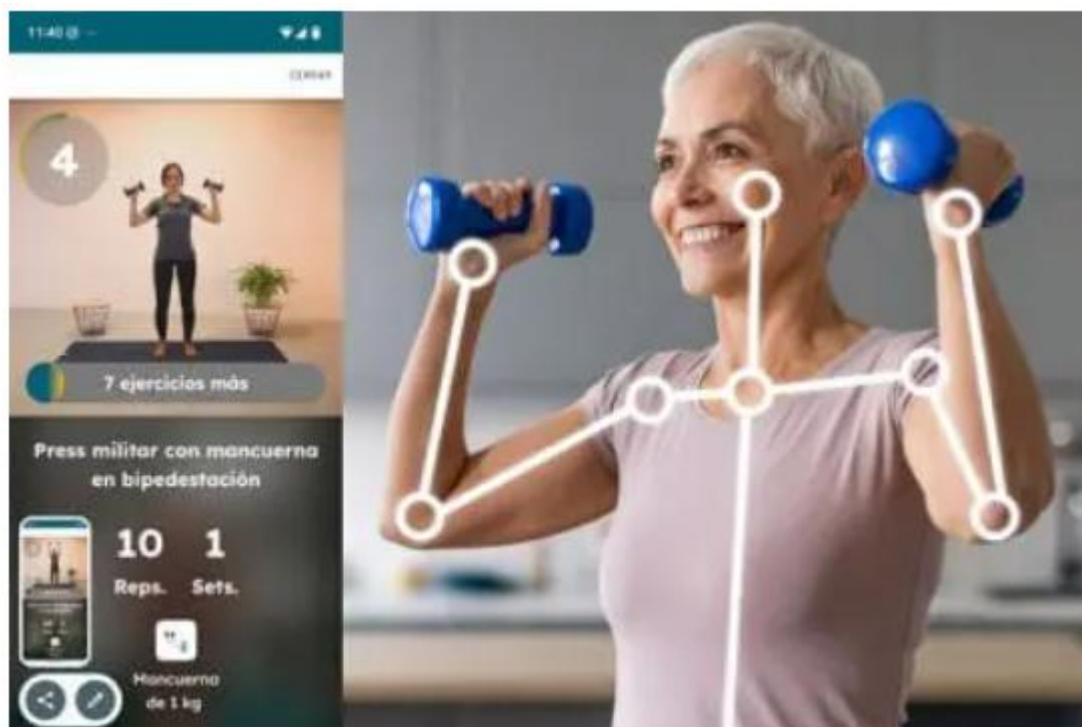 11:40
CERRAR
4
7 ejercicios más
Press militar con mancuerna
en bipedestación
10 1
Reps. Sets.
Mancuerna
de 1 kg